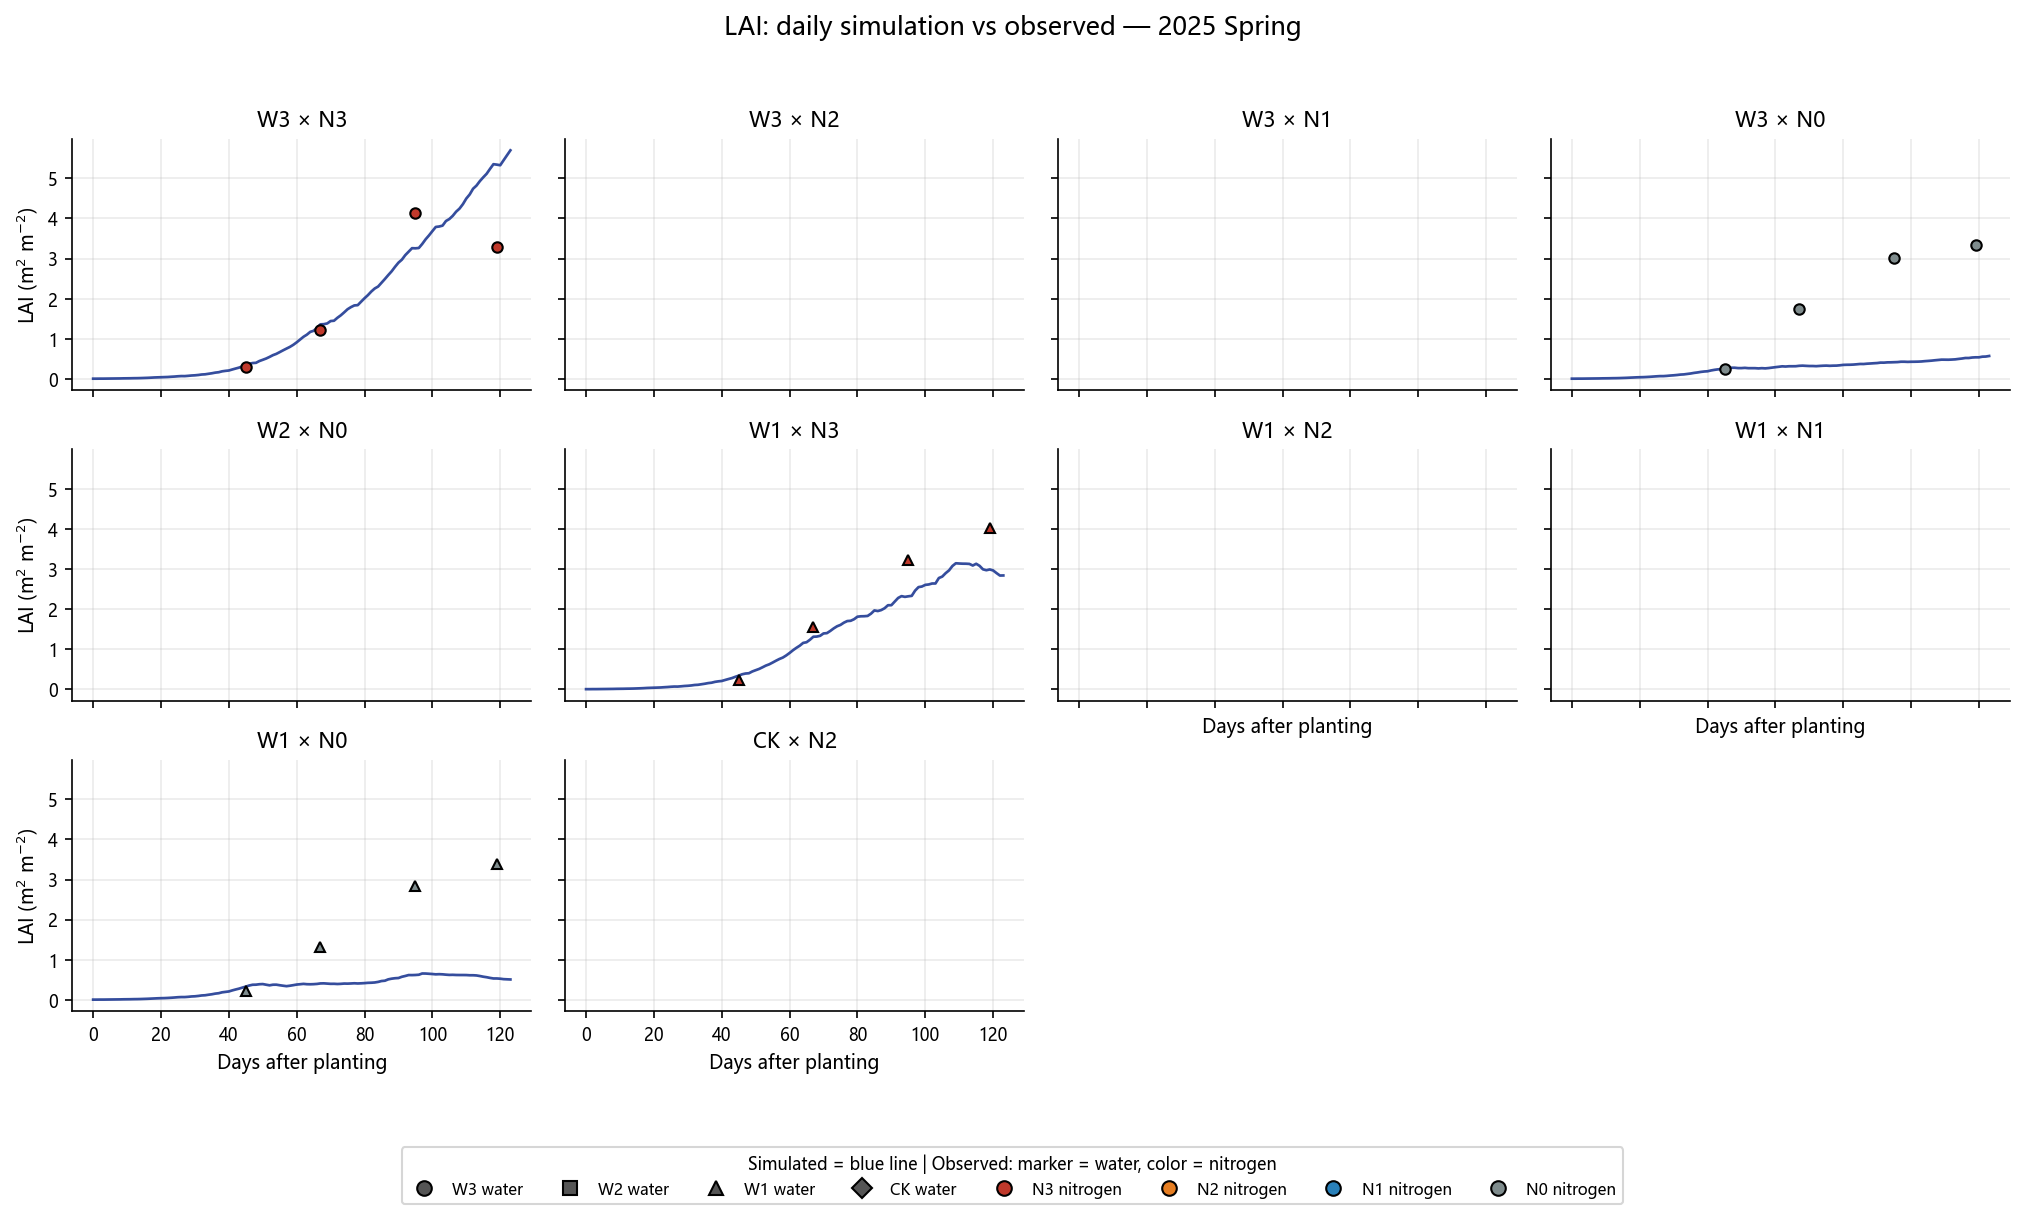 LAI: daily simulation vs observed — 2025 Spring
W3 × N3
W3 × N2
W3 × N1
W3 × N0
LAI (m² m⁻²)
5
4
3
2
1
0
W2 × N0
W1 × N3
W1 × N2
W1 × N1
LAI (m² m⁻²)
5
4
3
2
1
0
Days after planting
Days after planting
W1 × N0
CK × N2
LAI (m² m⁻²)
5
4
3
2
1
0
0 20 40 60 80 100 120
0 20 40 60 80 100 120
Days after planting
Days after planting
Simulated = blue line | Observed: marker = water, color = nitrogen
W3 water W2 water W1 water CK water N3 nitrogen N2 nitrogen N1 nitrogen N0 nitrogen